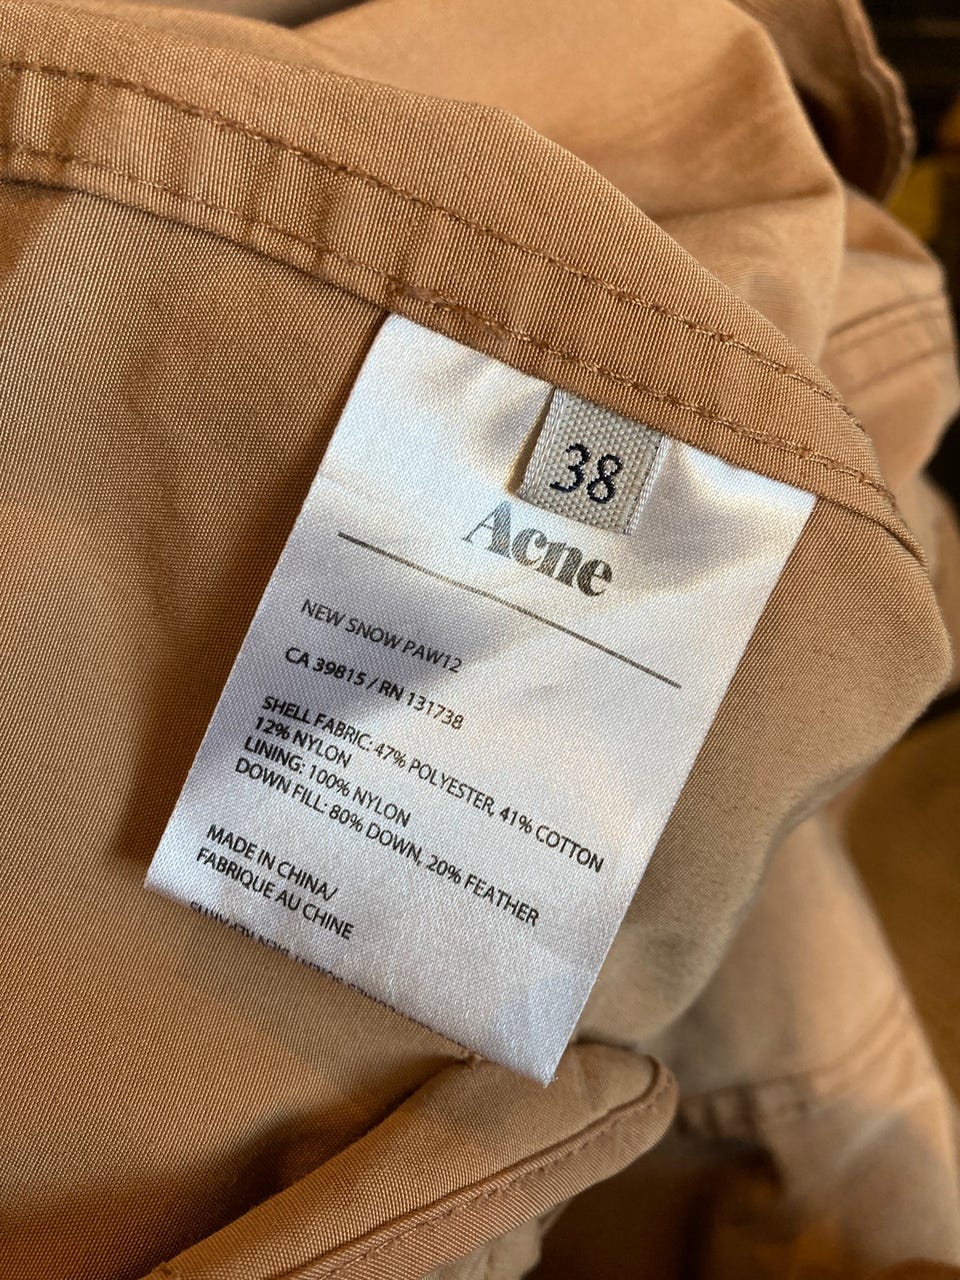 38
Acne
NEW SNOW PAW12
CA 39815 / RN 131738
SHELL FABRIC: 47% POLYESTER, 41% COTTON
12% NYLON
LINING: 100% NYLON
DOWN FILL: 80% DOWN, 20% FEATHER
MADE IN CHINA/
FABRIQUE AU CHINE